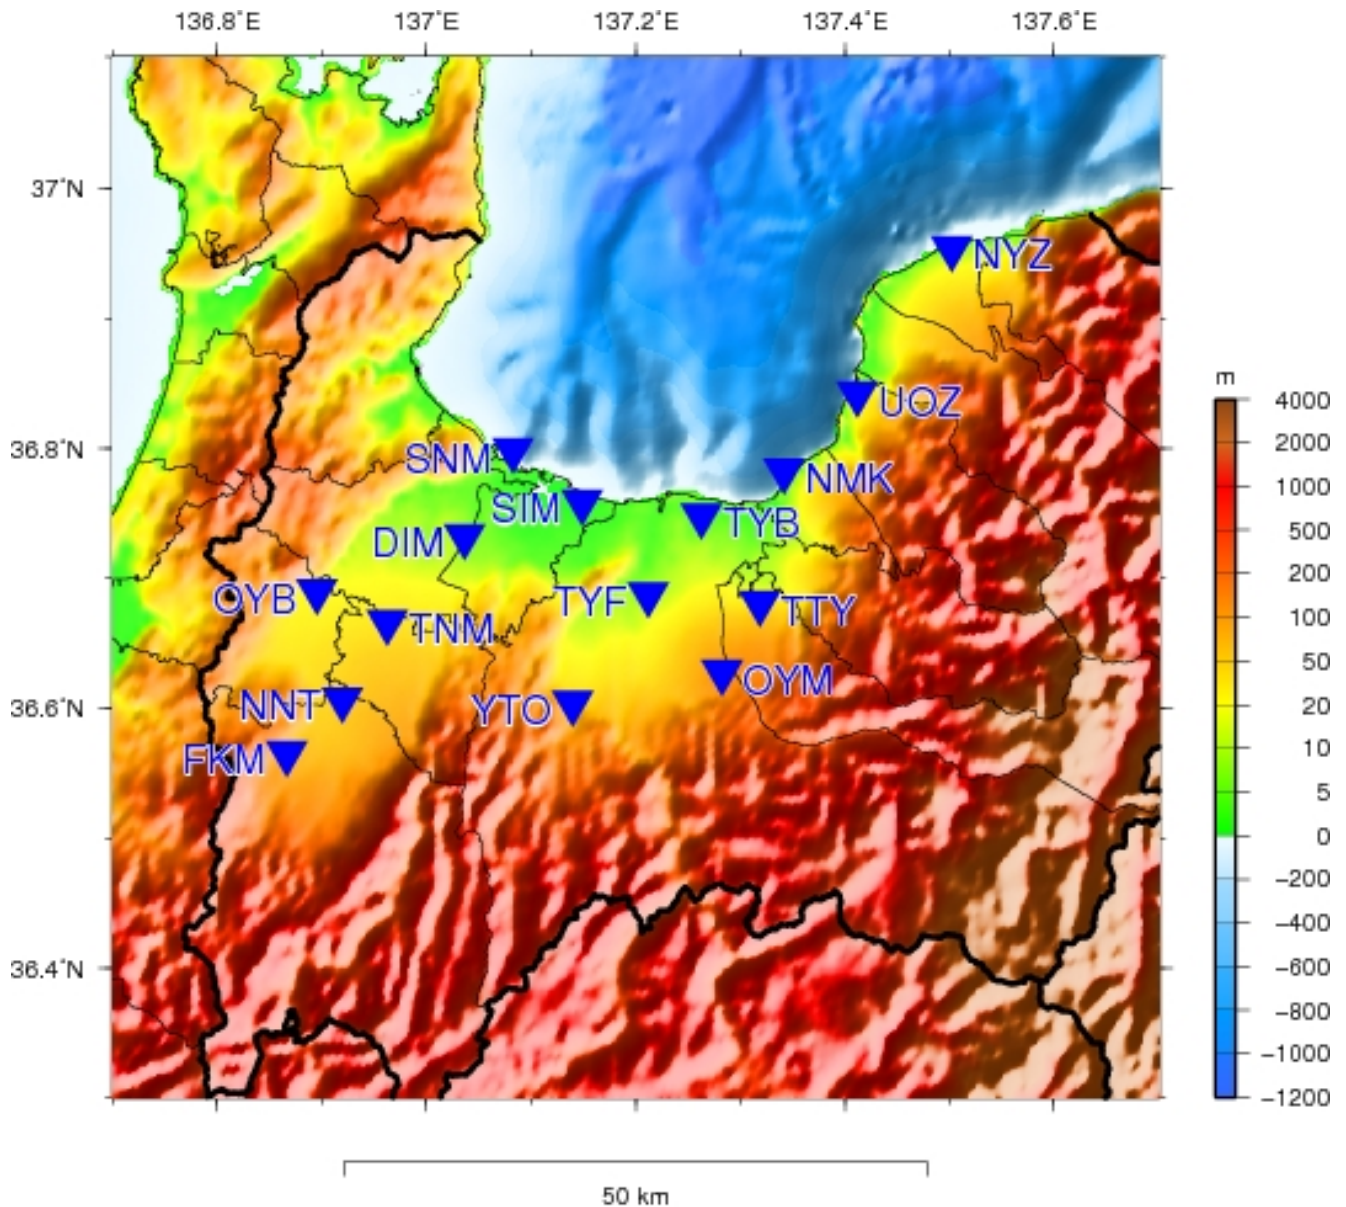 136.8˚E 137˚E 137.2˚E 137.4˚E 137.6˚E
37˚N
NYZ
m
4000
UOZ
2000
36.8˚N
SNM
NMK
1000
SIM
TYB
500
DIM
200
OYB
TYF
TTY
100
TNM
50
OYM
NNT
20
36.6˚N
YTO
10
FKM
5
0
−200
−400
36.4˚N
−600
−800
−1000
−1200
50 km